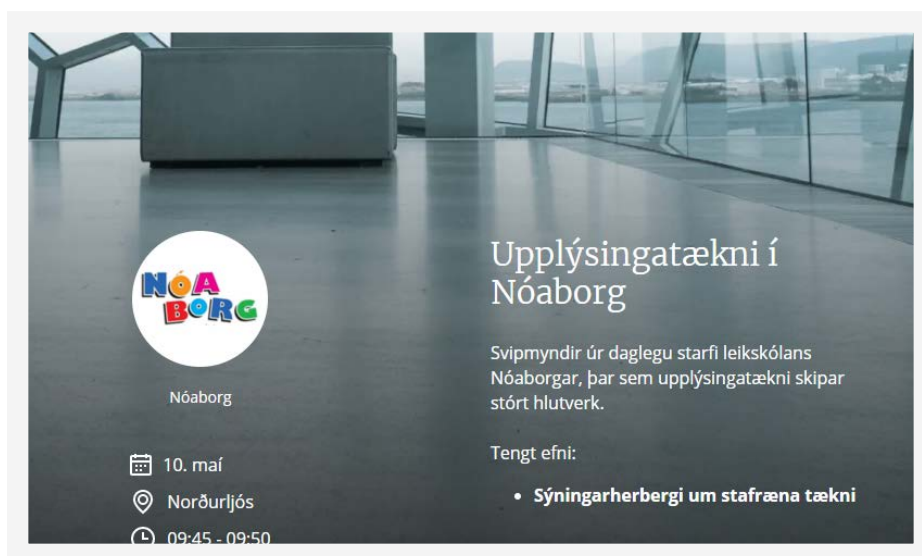 NÓA
BORG
Nóaborg
10. maí
Norðurljós
09:45 - 09:50
Upplýsingatækni í
Nóaborg
Svipmyndir úr daglegu starfi leikskólans
Nóaborgar, þar sem upplýsingatækni skipar
stórt hlutverk.
Tengt efni:
• Sýningarherbergi um stafræna tækni